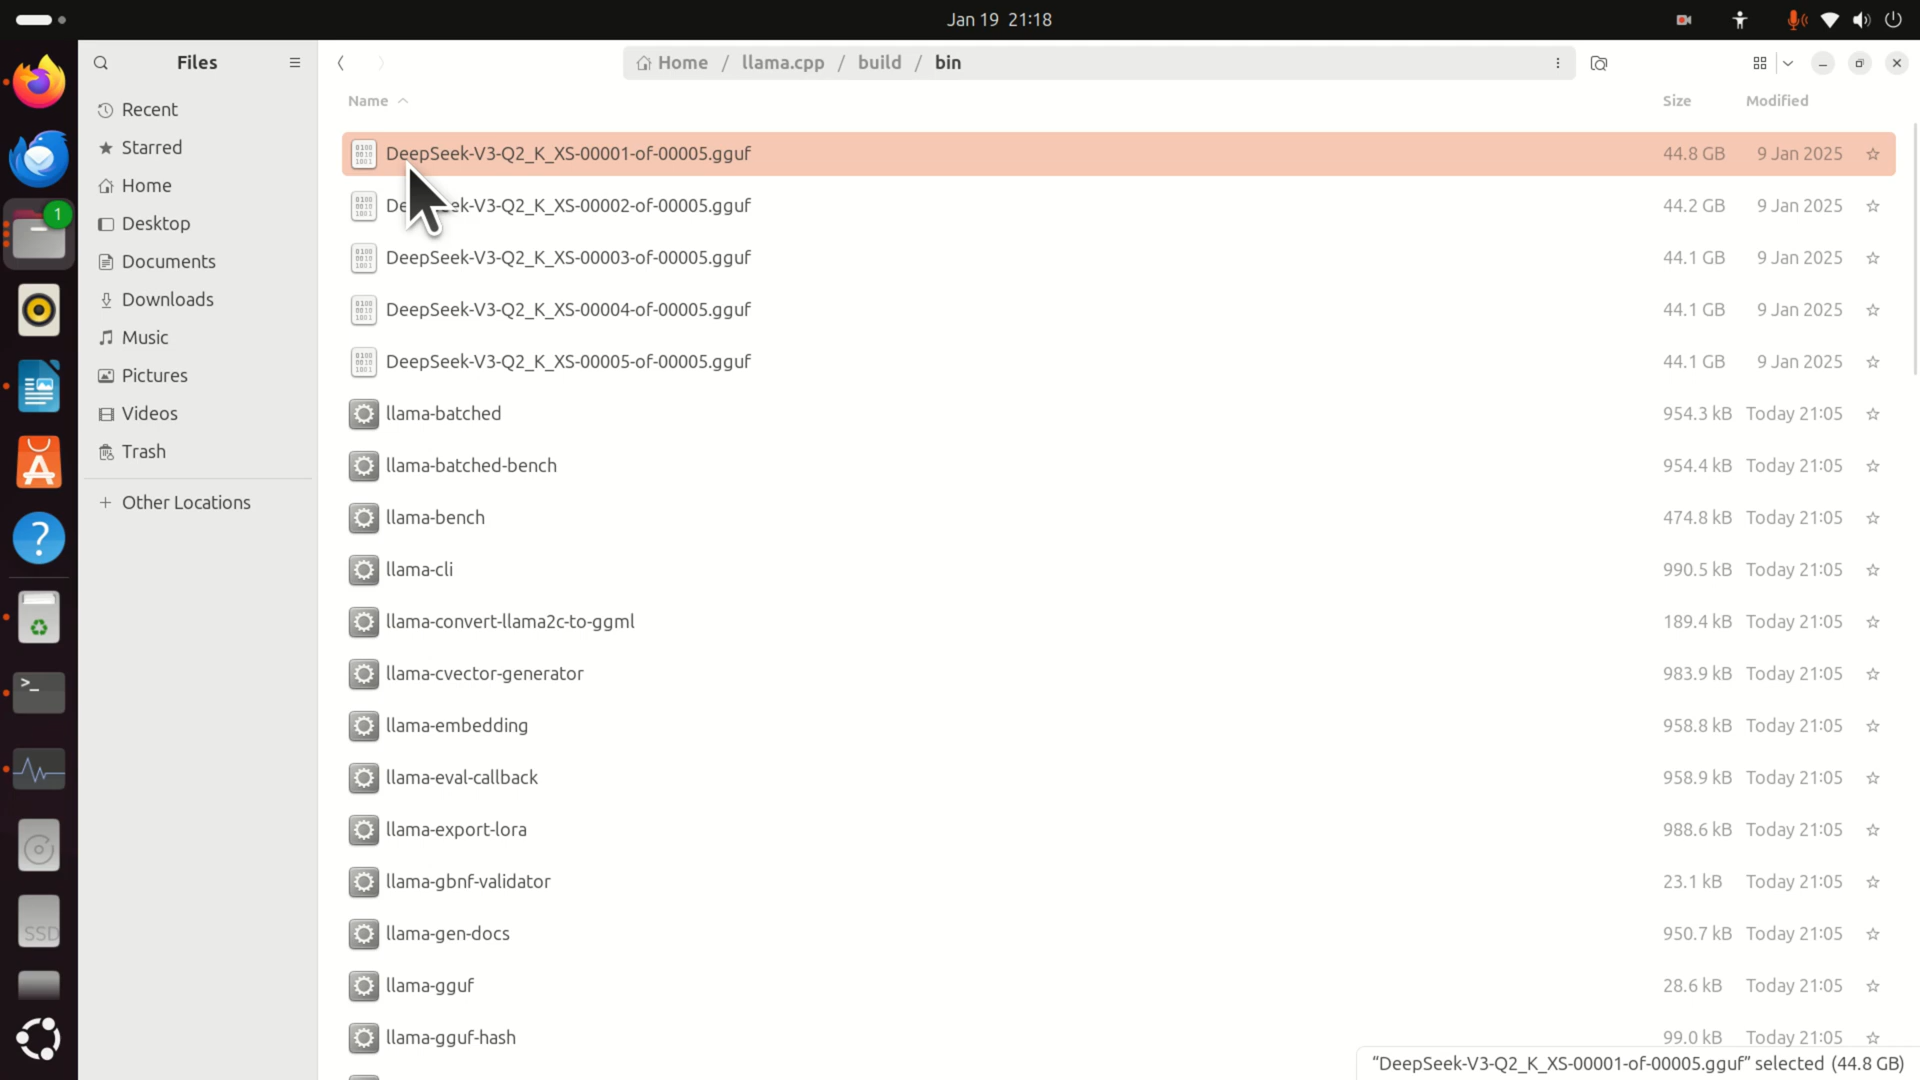 Jan 19 21:18
Files
Home / llama.cpp / build / bin
Recent
Starred
Home
Desktop
Documents
Downloads
Music
Pictures
Videos
Trash
+ Other Locations
1
SSD
Name Size Modified
DeepSeek-V3-Q2_K_XS-00001-of-00005.gguf 44.8 GB 9 Jan 2025
ek-V3-Q2_K_XS-00002-of-00005.gguf 44.2 GB 9 Jan 2025
DeepSeek-V3-Q2_K_XS-00003-of-00005.gguf 44.1 GB 9 Jan 2025
DeepSeek-V3-Q2_K_XS-00004-of-00005.gguf 44.1 GB 9 Jan 2025
DeepSeek-V3-Q2_K_XS-00005-of-00005.gguf 44.1 GB 9 Jan 2025
llama-batched 954.3 kB Today 21:05
llama-batched-bench 954.4 kB Today 21:05
llama-bench 474.8 kB Today 21:05
llama-cli 990.5 kB Today 21:05
llama-convert-llama2c-to-ggml 189.4 kB Today 21:05
llama-cvector-generator 983.9 kB Today 21:05
llama-embedding 958.8 kB Today 21:05
llama-eval-callback 958.9 kB Today 21:05
llama-export-lora 988.6 kB Today 21:05
llama-gbnf-validator 23.1 kB Today 21:05
llama-gen-docs 950.7 kB Today 21:05
llama-gguf 28.6 kB Today 21:05
llama-gguf-hash 99.0 kB Today 21:05
“DeepSeek-V3-Q2_K_XS-00001-of-00005.gguf” selected (44.8 GB)